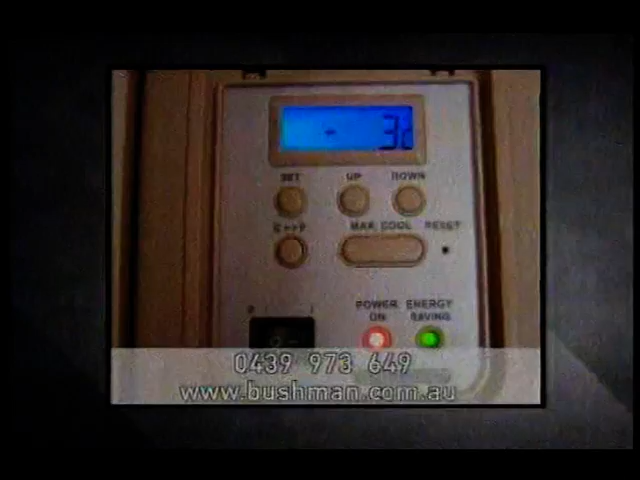 - 3c
SET UP DOWN
C↔F MAX COOL RESET
POWER ENERGY
ON SAVING
0439 973 649
www.bushman.com.au